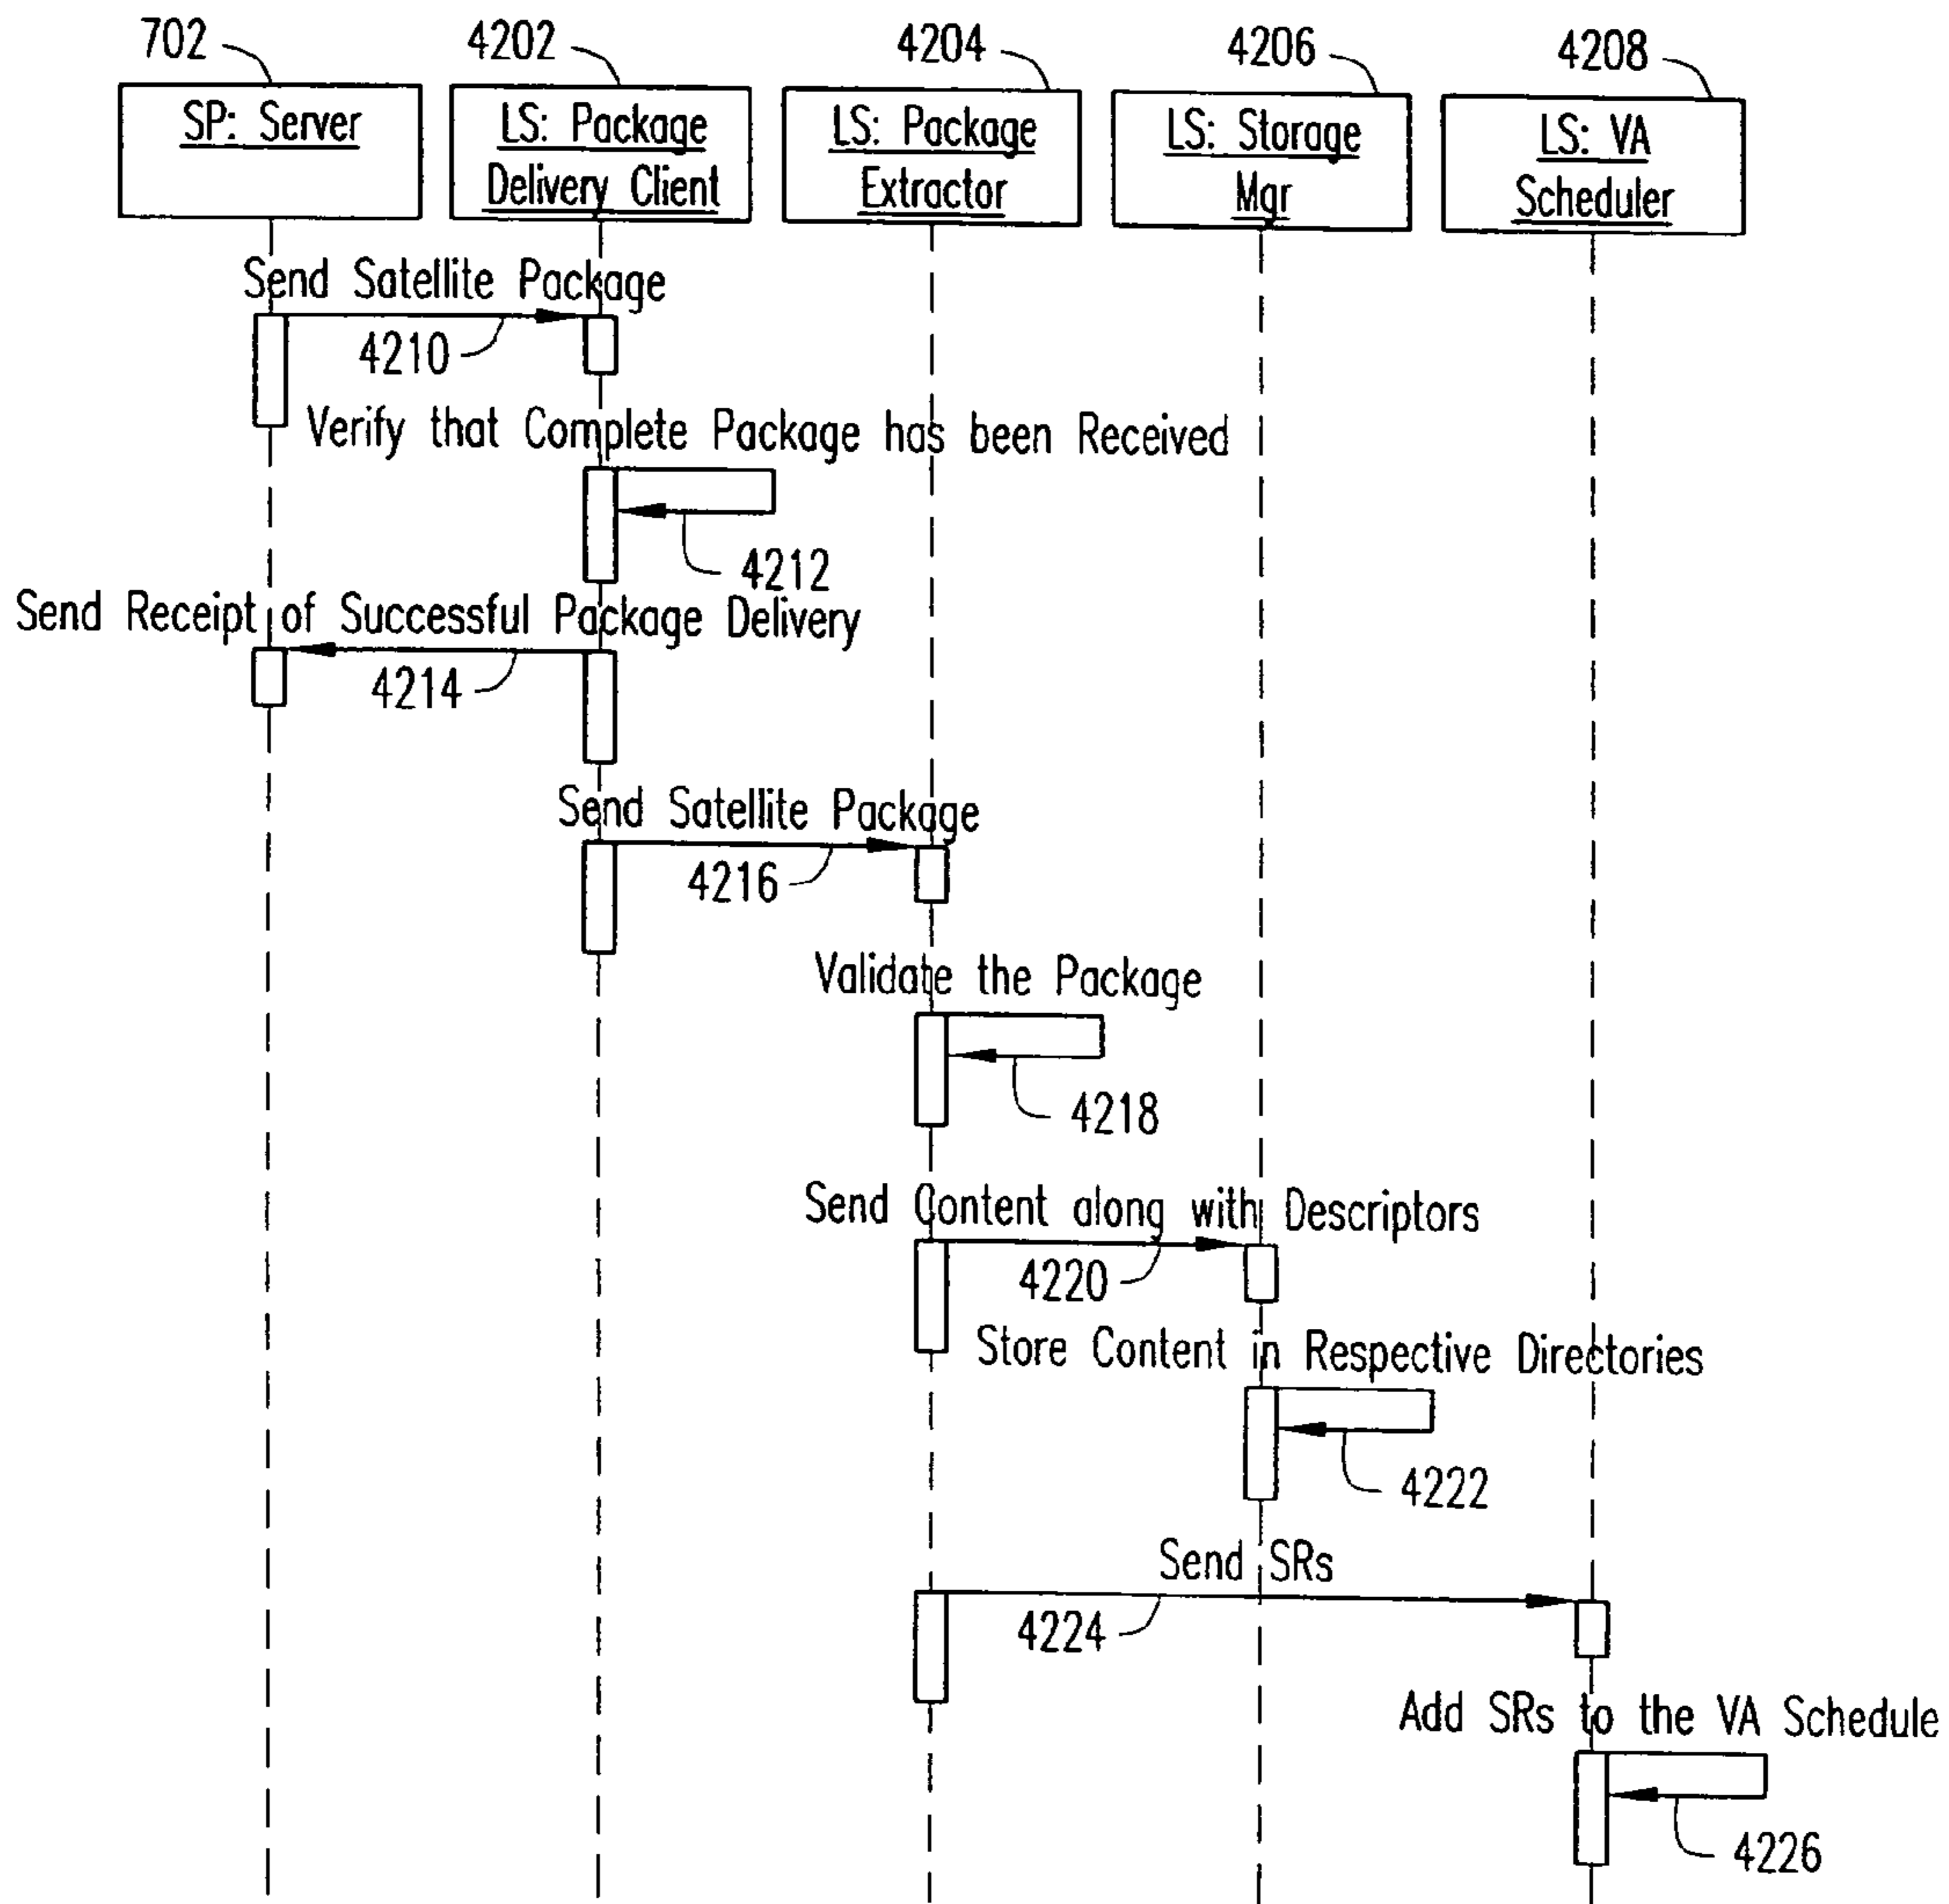 702
4202
4204
4206
4208
SP: Server
LS: Package
Delivery Client
LS: Package
Extractor
LS: Storage
Mgr
LS: VA
Scheduler
Send Satellite Package
4210
Verify that Complete Package has been Received
4212
Send Receipt of Successful Package Delivery
4214
Send Satellite Package
4216
Validate the Package
4218
Send Content along with Descriptors
4220
Store Content in Respective Directories
4222
Send SRs
4224
Add SRs to the VA Schedule
4226